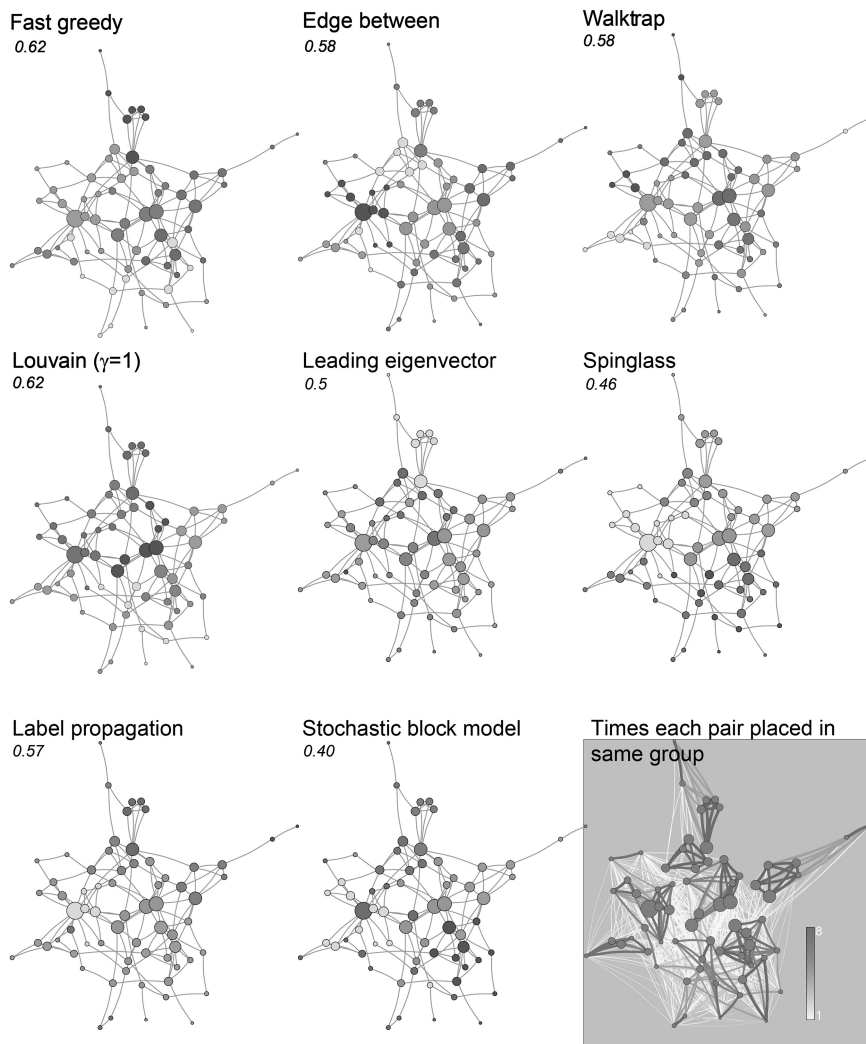 Fast greedy
0.62
Edge between
0.58
Walktrap
0.58
Louvain (γ=1)
0.62
Leading eigenvector
0.5
Spinglass
0.46
Label propagation
0.57
Stochastic block model
0.40
Times each pair placed in
same group
8
1